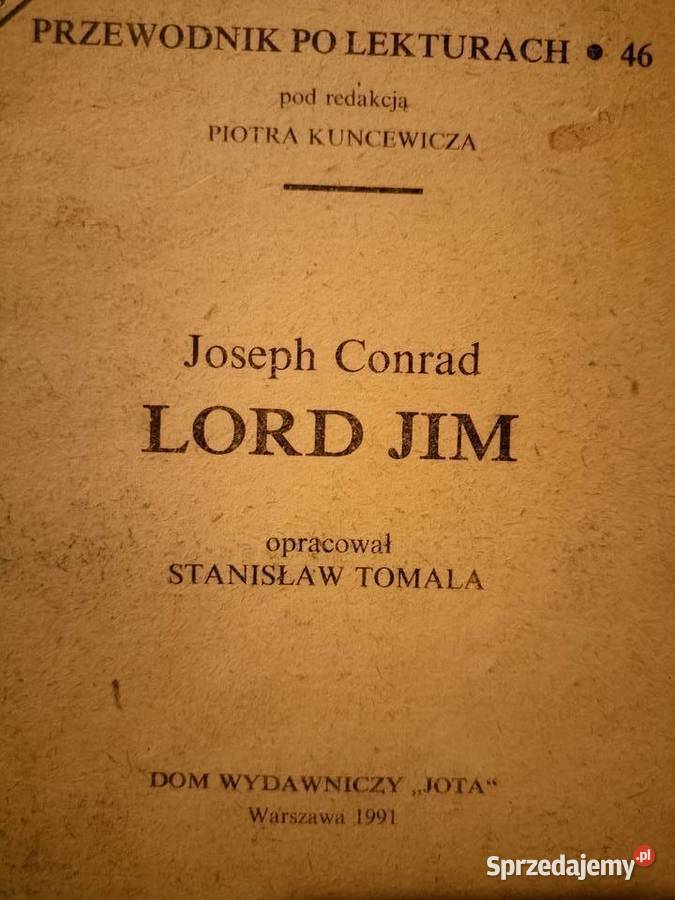 PRZEWODNIK PO LEKTURACH • 46
pod redakcją
PIOTRA KUNCEWICZA
Joseph Conrad
LORD JIM
opracował
STANISŁAW TOMALA
DOM WYDAWNICZY „JOTA“
Warszawa 1991
Sprzedajemy.pl